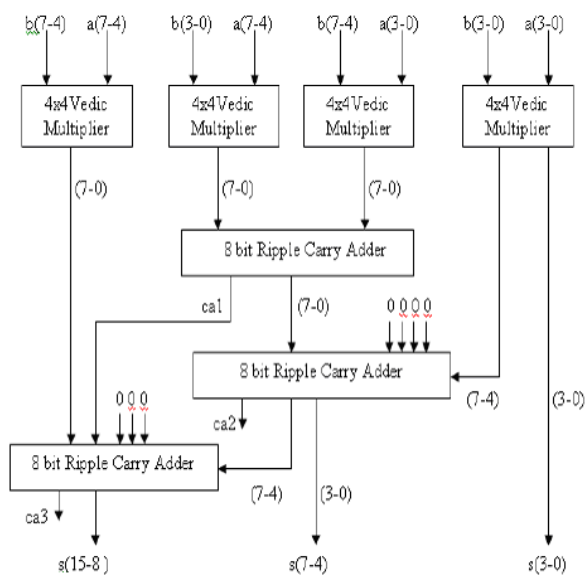 b(7-4) a(7-4) b(3-0) a(7-4) b(7-4) a(3-0) b(3-0) a(3-0)
4x4Vedic Multiplier
4x4Vedic Multiplier
4x4Vedic Multiplier
4x4Vedic Multiplier
(7-0)
(7-0)
(7-0)
8 bit Ripple Carry Adder
ca1
(7-0)
0 0 0 0
8 bit Ripple Carry Adder
(7-4)
(3-0)
0 0 0
ca2
8 bit Ripple Carry Adder
(7-4)
(3-0)
ca3
s(15-8)
s(7-4)
s(3-0)